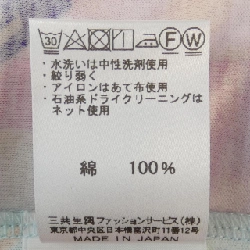 30 F W
・水洗いは中性洗剤使用
・絞り弱く
・アイロンはあて布使用
・石油系ドライクリーニングは
ネット使用
綿 100%
三共生興ファッションサービス(株)
東京都中央区日本橋富沢町11番12号
MADE IN JAPAN